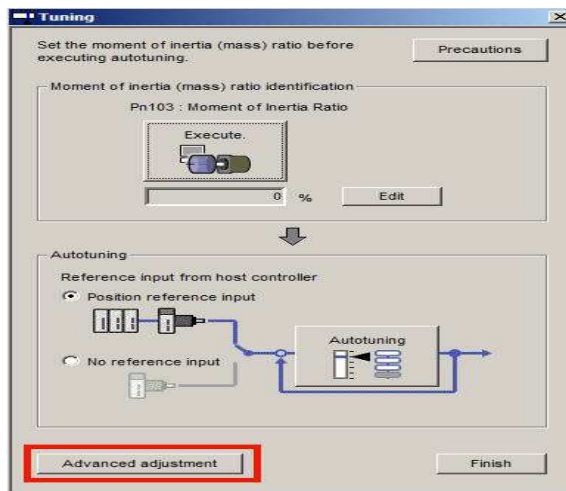 Tuning
Set the moment of inertia (mass) ratio before
executing autotuning.
Precautions
Moment of inertia (mass) ratio identification
Pn103 : Moment of Inertia Ratio
Execute.
0 %
Edit
Autotuning
Reference input from host controller
Position reference input
Autotuning
No reference input
Advanced adjustment
Finish